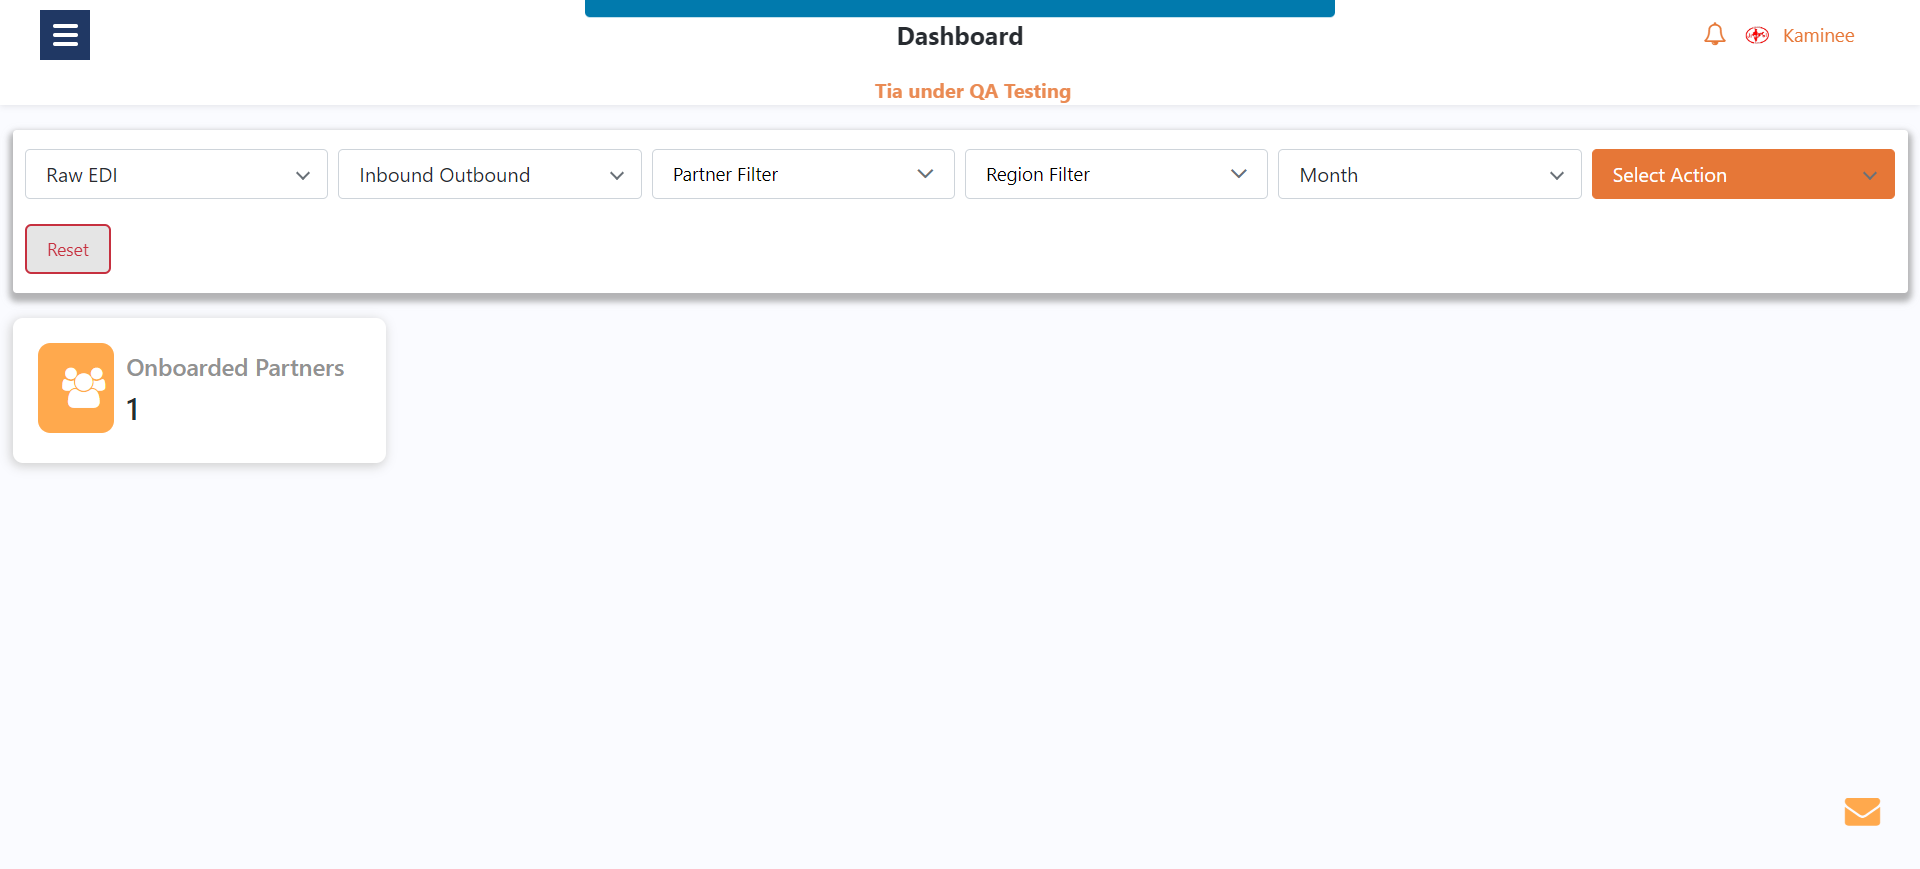 Dashboard
Kaminee
Tia under QA Testing
Raw EDI
Inbound Outbound
Partner Filter
Region Filter
Month
Select Action
Reset
Onboarded Partners
1